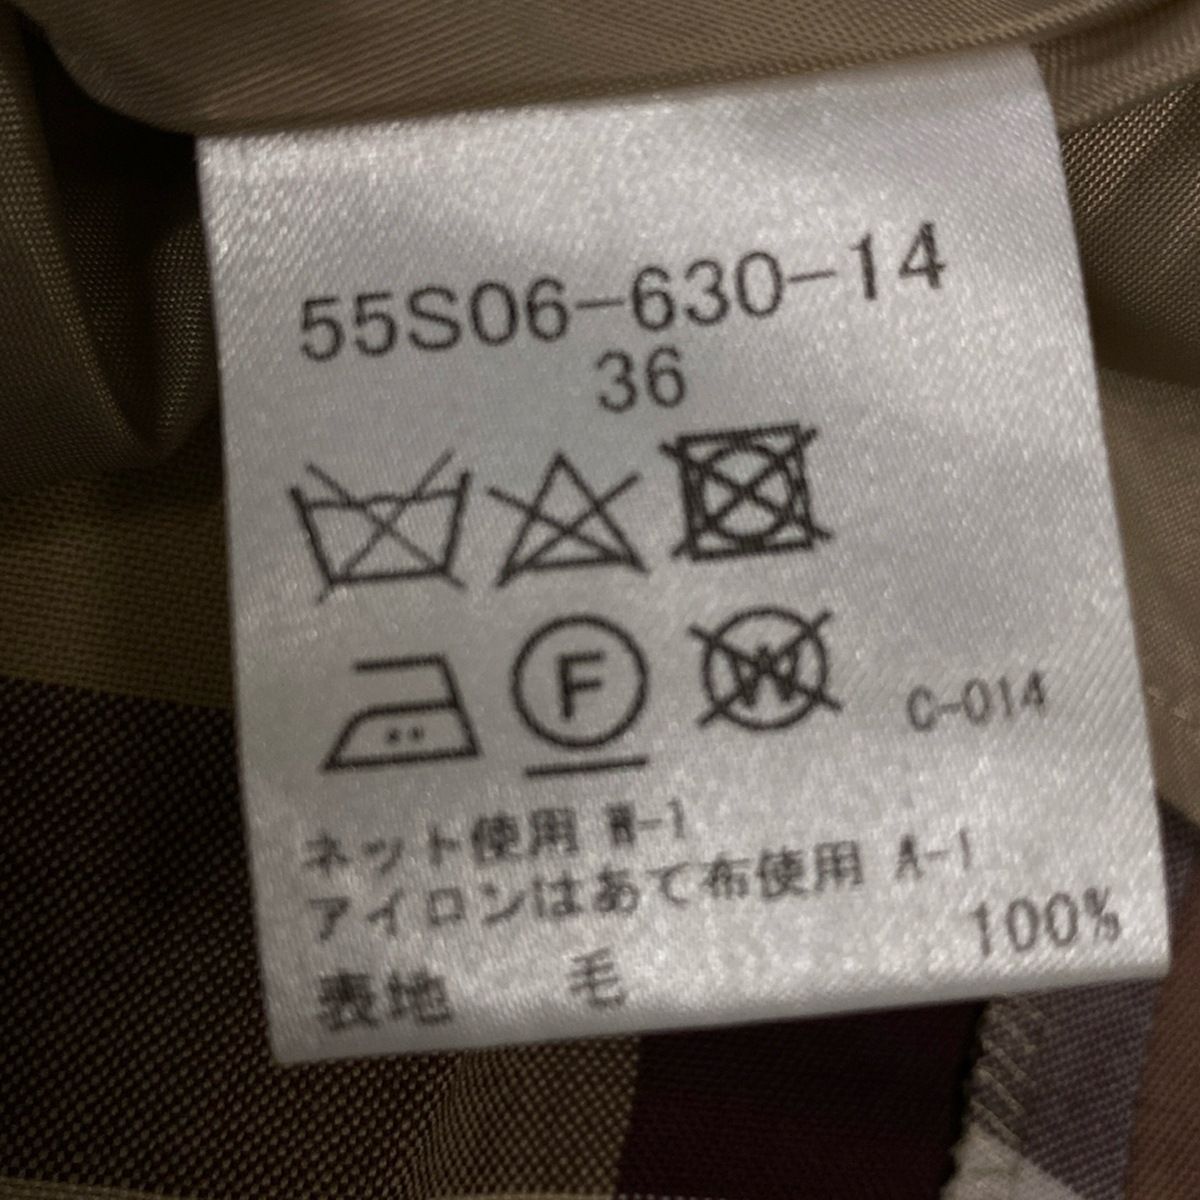 55S06-630-14
36
F W C-014
ネット使用 W-1
アイロンはあて布使用 A-1
表地 毛 100%